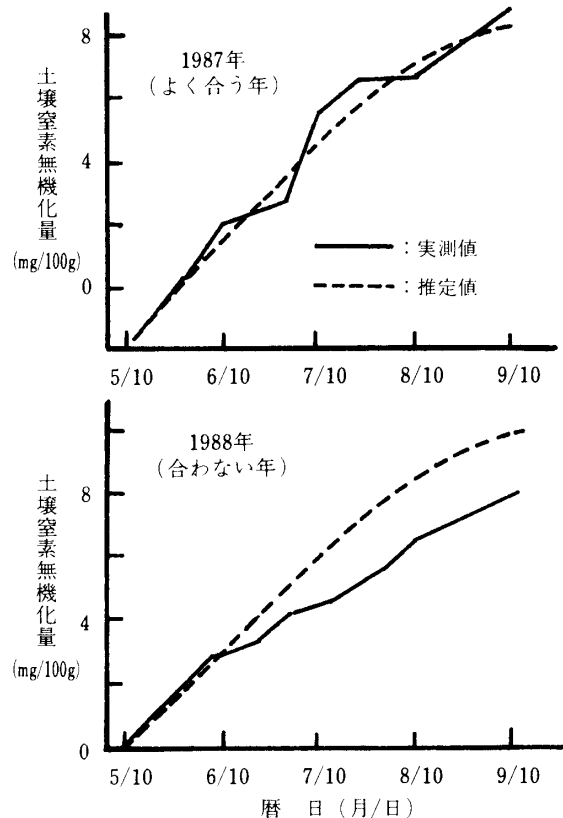 1987年
(よく合う年)
土壌窒素無機化量
(mg/100g)
8
4
0
:実測値
:推定値
5/10 6/10 7/10 8/10 9/10
1988年
(合わない年)
土壌窒素無機化量
(mg/100g)
8
4
0
5/10 6/10 7/10 8/10 9/10
暦 日(月/日)